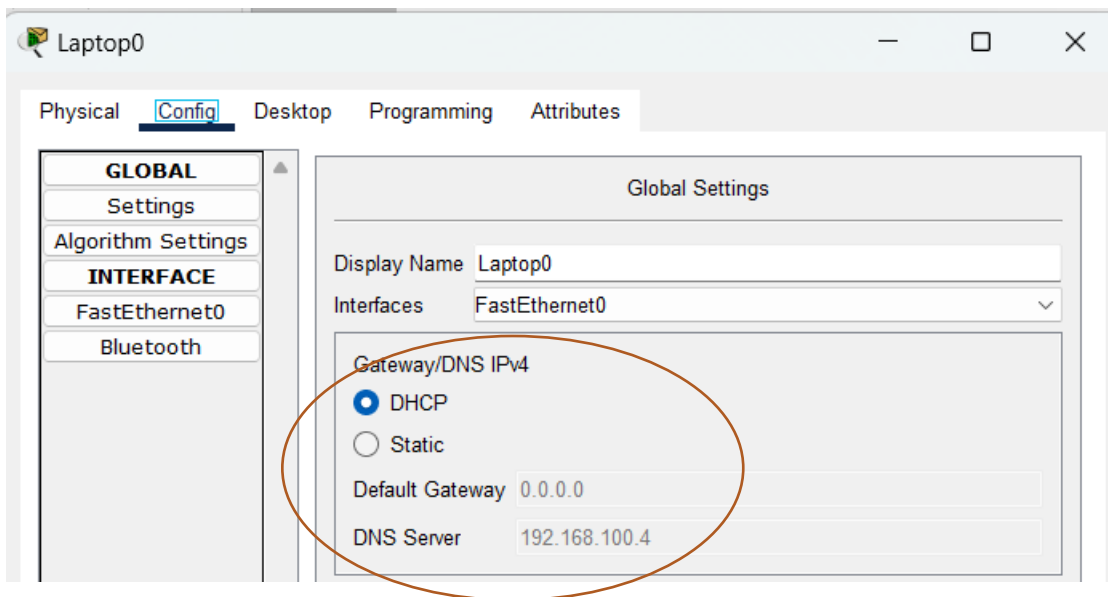 Laptop0
Physical Config Desktop Programming Attributes
GLOBAL
Settings
Algorithm Settings
INTERFACE
FastEthernet0
Bluetooth
Global Settings
Display Name Laptop0
Interfaces FastEthernet0
Gateway/DNS IPv4
DHCP
Static
Default Gateway 0.0.0.0
DNS Server 192.168.100.4